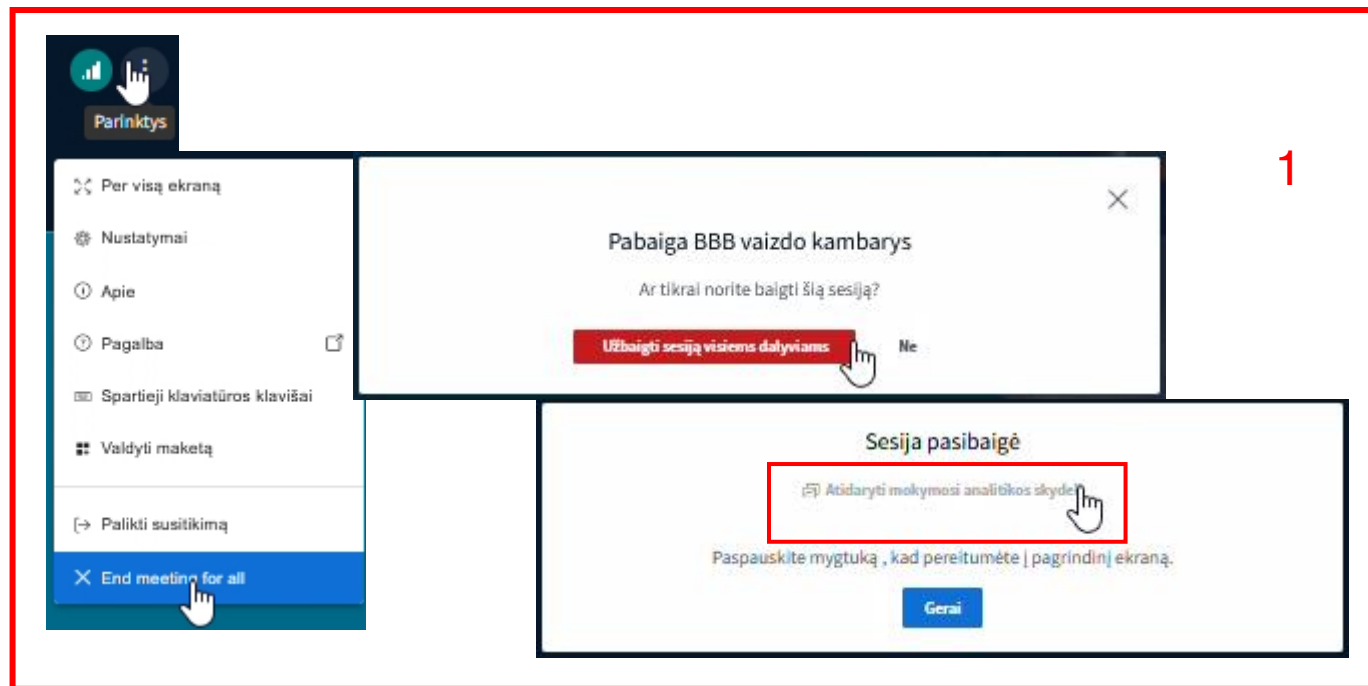 Parinktys
1
Per visą ekraną
Nustatymai
Apie
Pagalba
Spartieji klaviatūros klavišai
Valdyti maketą
Palikti susitikimą
End meeting for all
Pabaiga BBB vaizdo kambarys
Ar tikrai norite baigti šią sesiją?
Užbaigti sesiją visiems dalyviams
Ne
Sesija pasibaigė
Atidaryti mokymosi analitikos
Paspauskite mygtuką , kad pereitumėte į pagrindinį ekraną.
Gerai